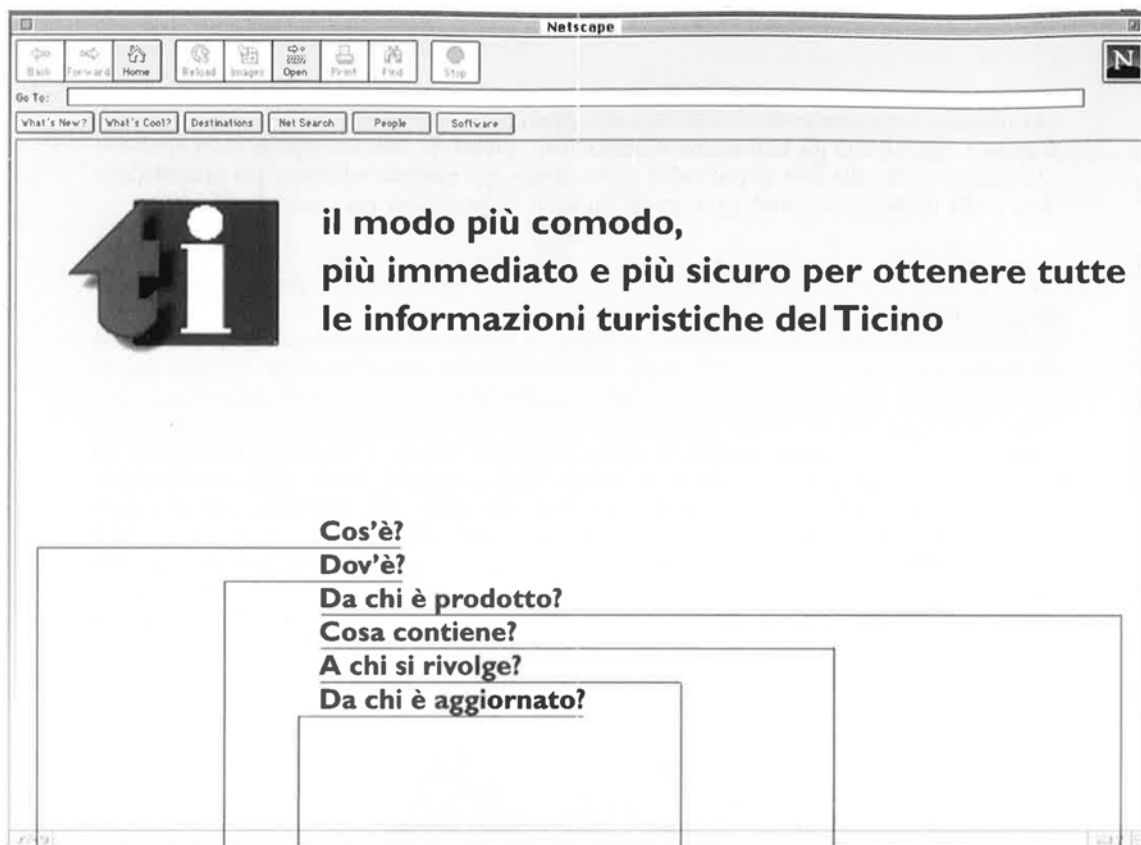 Netscape
Back Forward Home Reload Images Open Print Find Stop
N
Go To:
What's New? What's Cool? Destinations Net Search People Software
ti
il modo più comodo,
più immediato e più sicuro per ottenere tutte
le informazioni turistiche del Ticino
Cos'è?
Dov'è?
Da chi è prodotto?
Cosa contiene?
A chi si rivolge?
Da chi è aggiornato?